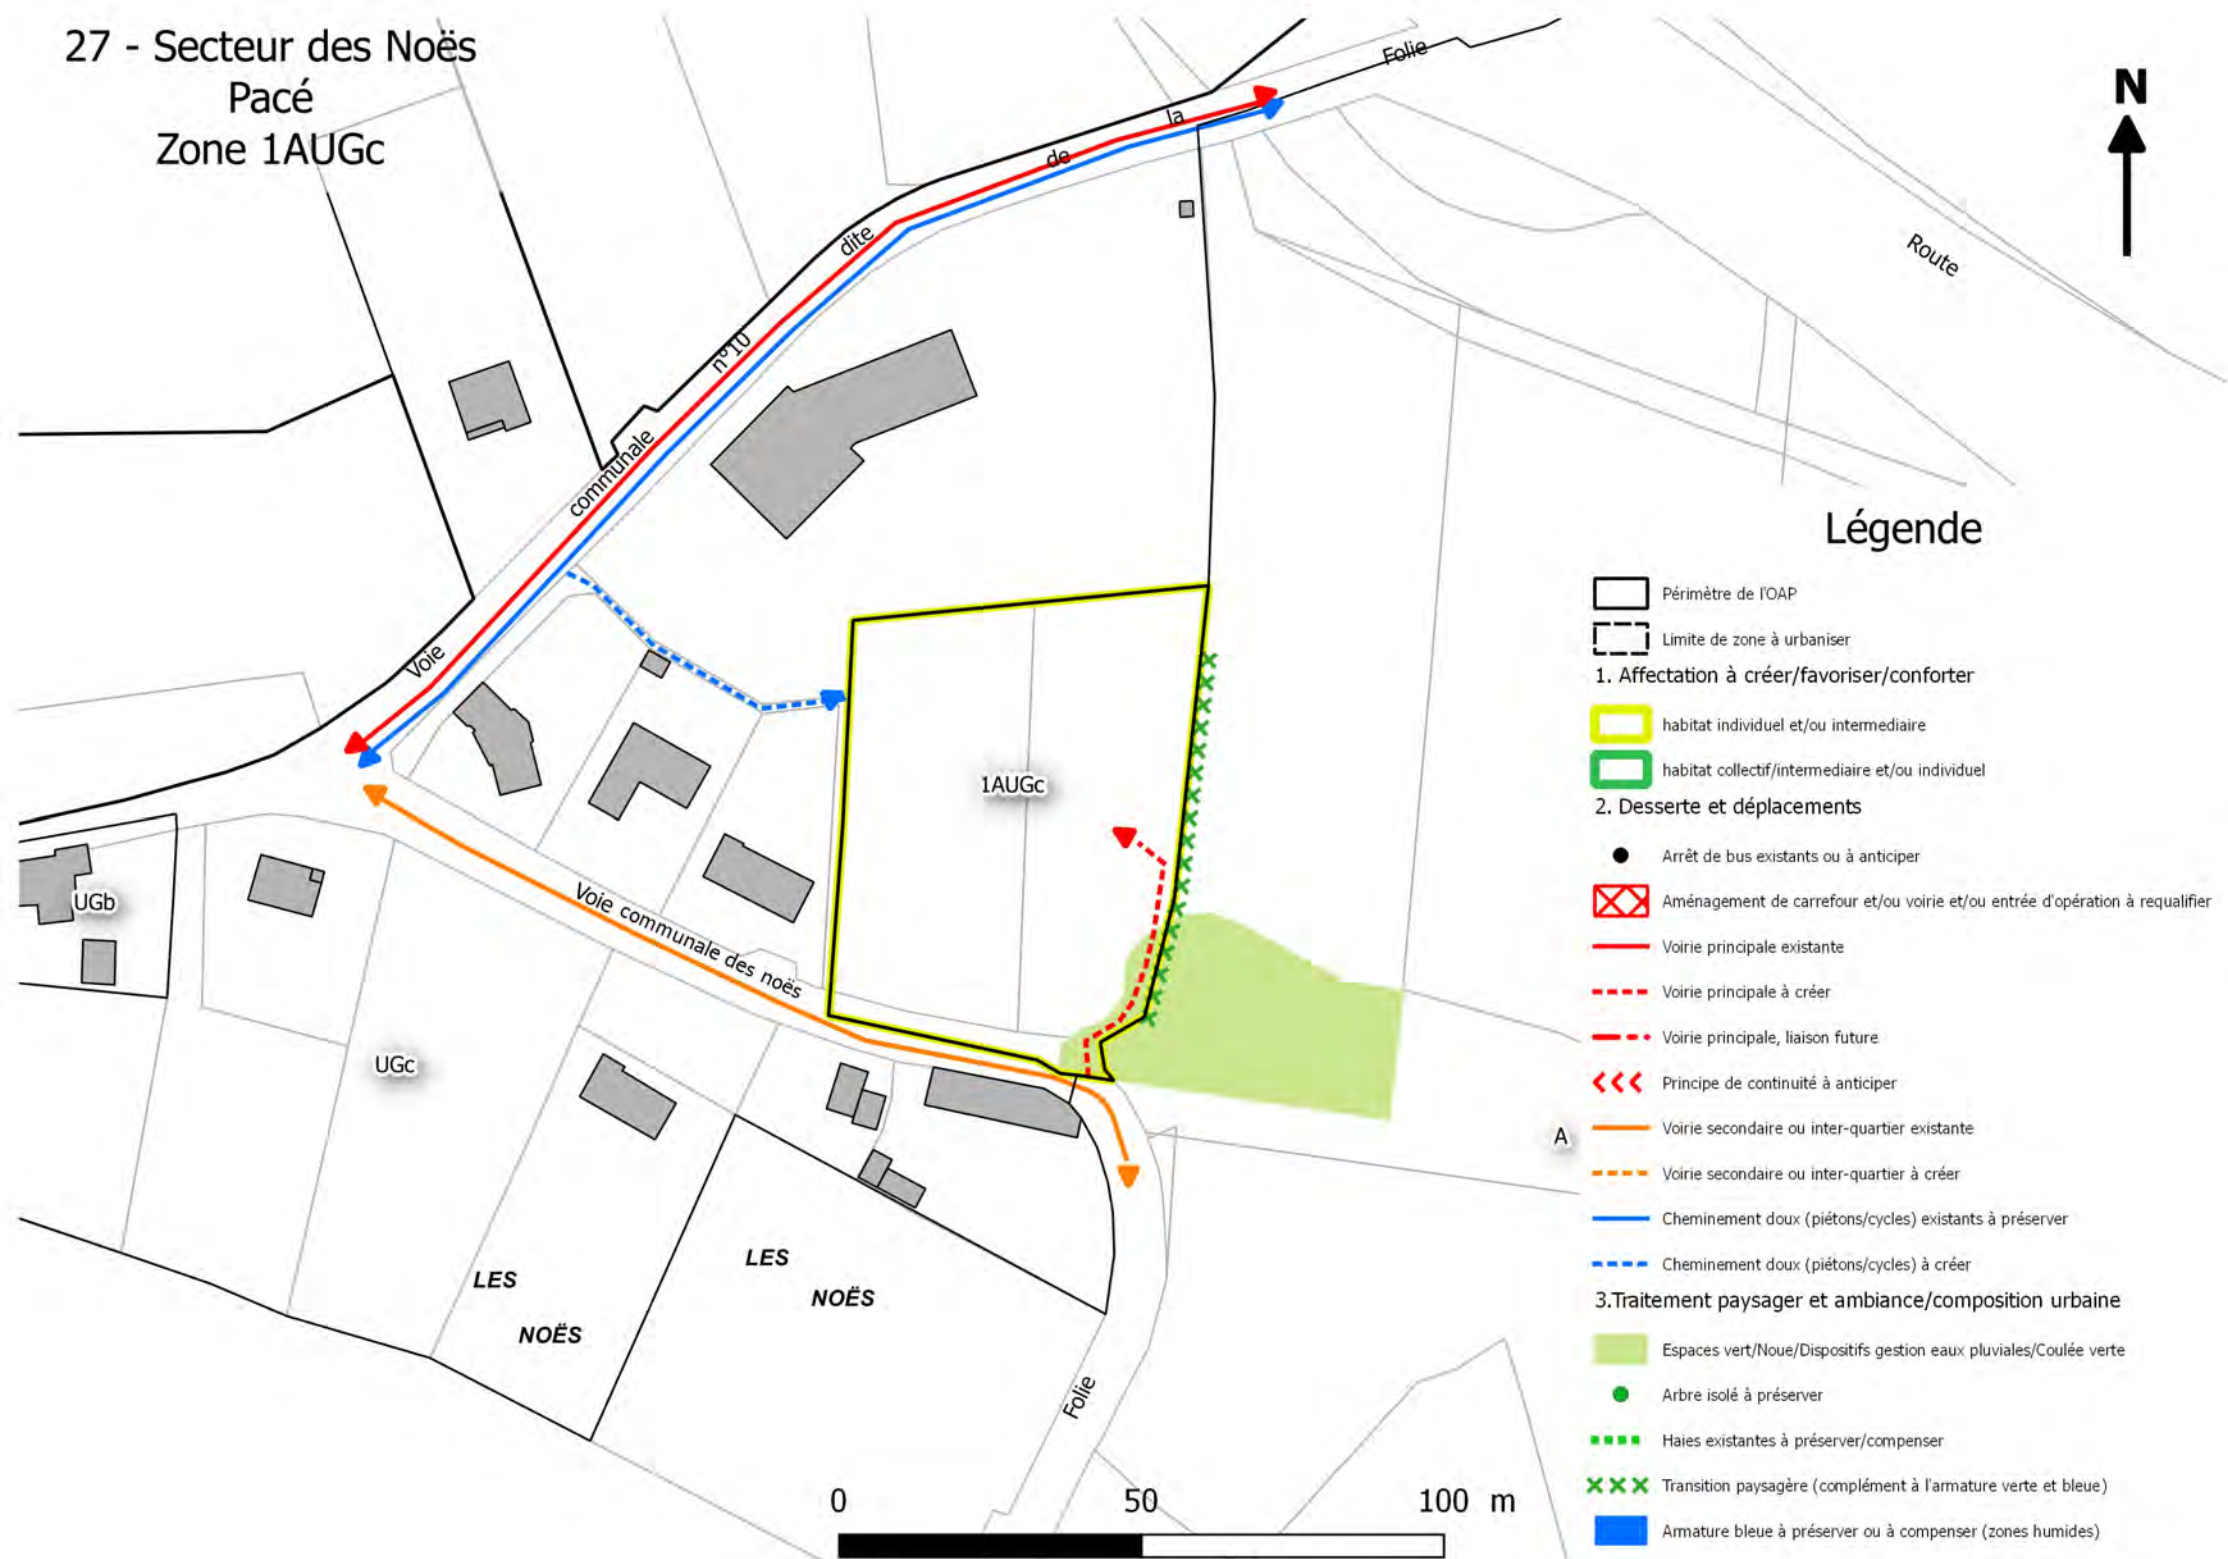 27 - Secteur des Noës
Pacé
Zone 1AUGc
N
Voie communale n°10 dite de la Folie
Route
1AUGc
UGb
Voie communale des noës
UGc
A
LES
NOËS
LES
NOËS
Folie
0 50 100 m
Légende
Périmètre de l'OAP
Limite de zone à urbaniser
1. Affectation à créer/favoriser/conforter
habitat individuel et/ou intermediaire
habitat collectif/intermediaire et/ou individuel
2. Desserte et déplacements
Arrêt de bus existants ou à anticiper
Aménagement de carrefour et/ou voirie et/ou entrée d'opération à requalifier
Voirie principale existante
Voirie principale à créer
Voirie principale, liaison future
Principe de continuité à anticiper
Voirie secondaire ou inter-quartier existante
Voirie secondaire ou inter-quartier à créer
Cheminement doux (piétons/cycles) existants à préserver
Cheminement doux (piétons/cycles) à créer
3.Traitement paysager et ambiance/composition urbaine
Espaces vert/Noue/Dispositifs gestion eaux pluviales/Coulée verte
Arbre isolé à préserver
Haies existantes à préserver/compenser
Transition paysagère (complément à l'armature verte et bleue)
Armature bleue à préserver ou à compenser (zones humides)